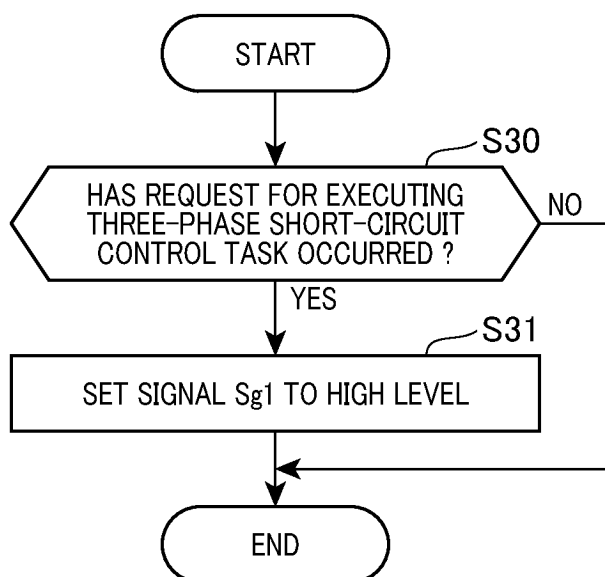 START
S30
HAS REQUEST FOR EXECUTING
THREE-PHASE SHORT-CIRCUIT
CONTROL TASK OCCURRED ?
NO
YES
S31
SET SIGNAL Sg1 TO HIGH LEVEL
END